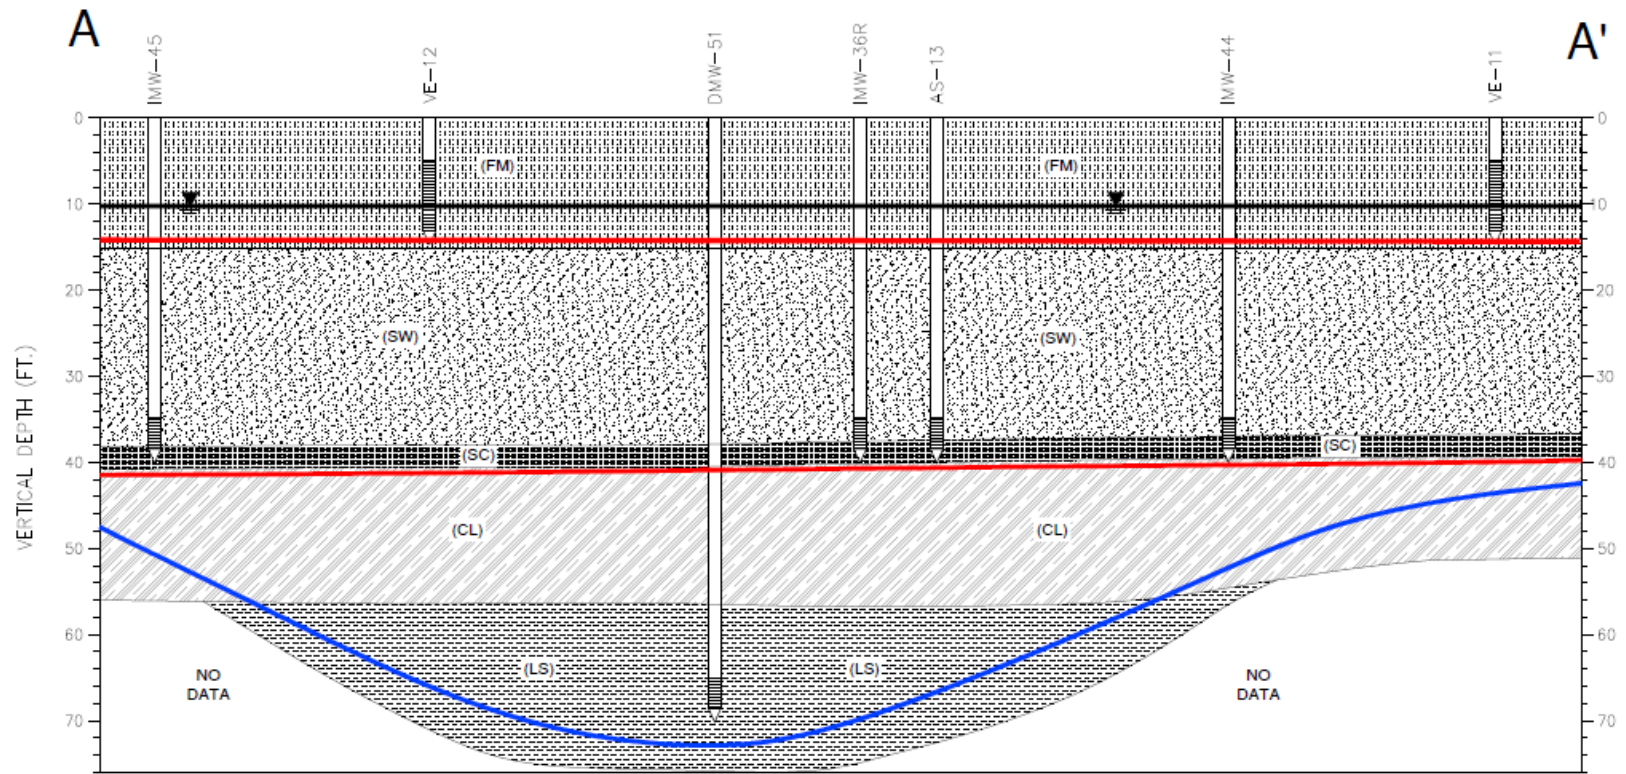 A
A'
IMW-45
VE-12
DMW-51
IMW-36R
AS-13
IMW-44
VE-11
0
0
(FM)
(FM)
10
10
20
20
(SW)
(SW)
30
30
(SC)
(SC)
40
40
(CL)
(CL)
50
50
60
60
(LS)
(LS)
NO
DATA
NO
DATA
70
70
VERTICAL DEPTH (FT.)